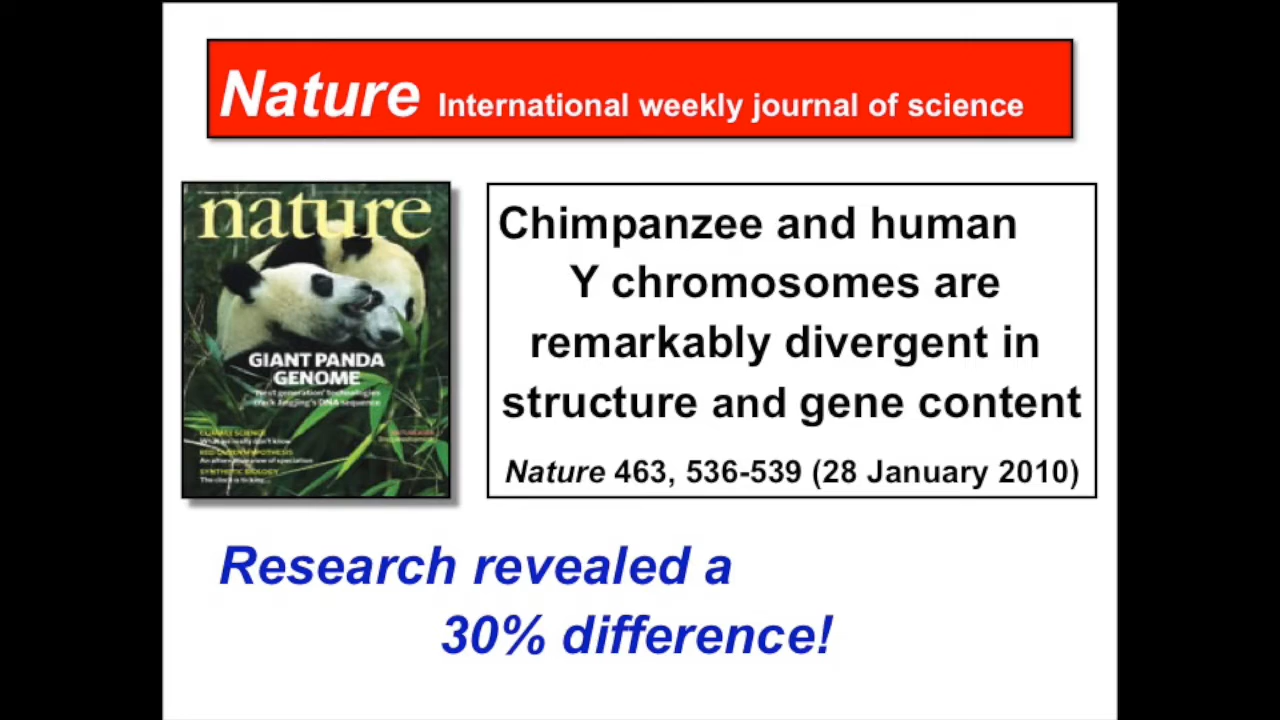 Nature International weekly journal of science
nature
GIANT PANDA
GENOME
Chimpanzee and human
Y chromosomes are
remarkably divergent in
structure and gene content
Nature 463, 536-539 (28 January 2010)
Research revealed a
30% difference!